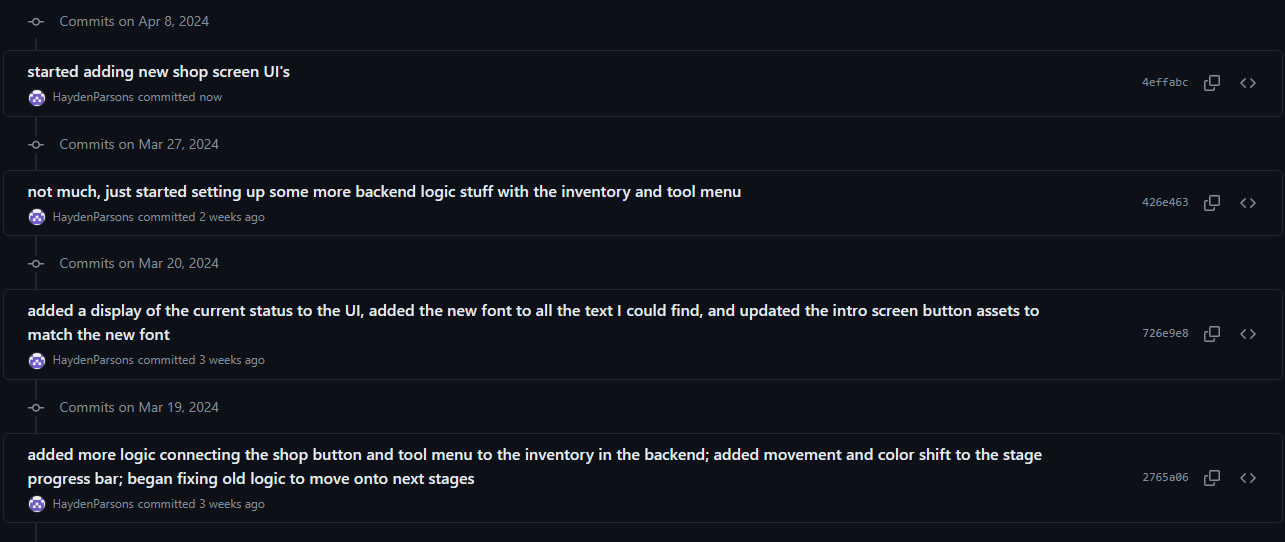 Commits on Apr 8, 2024
started adding new shop screen UI's
HaydenParsons committed now
4effabc
Commits on Mar 27, 2024
not much, just started setting up some more backend logic stuff with the inventory and tool menu
HaydenParsons committed 2 weeks ago
426e463
Commits on Mar 20, 2024
added a display of the current status to the UI, added the new font to all the text I could find, and updated the intro screen button assets to
match the new font
HaydenParsons committed 3 weeks ago
726e9e8
Commits on Mar 19, 2024
added more logic connecting the shop button and tool menu to the inventory in the backend; added movement and color shift to the stage
progress bar; began fixing old logic to move onto next stages
HaydenParsons committed 3 weeks ago
2765a06